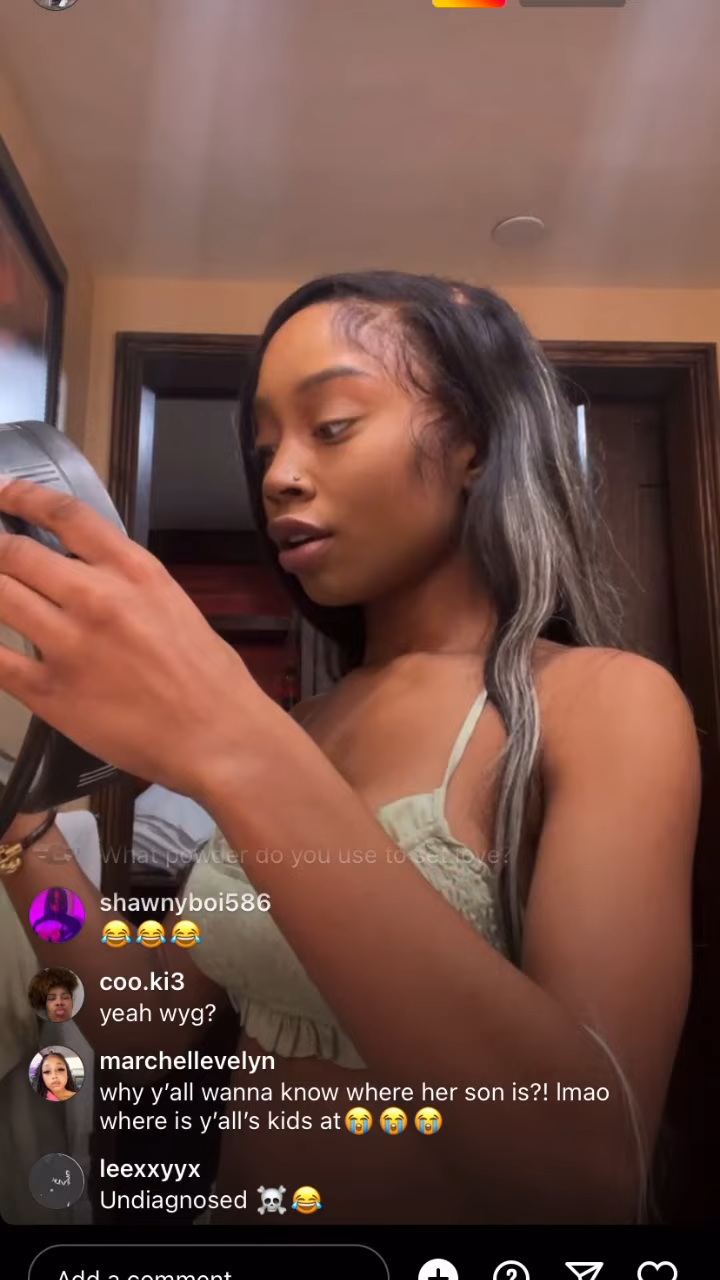 What powder do you use to set love?
shawnyboi586
😂😂😂
coo.ki3
yeah wyg?
marchellevelyn
why y’all wanna know where her son is?! lmao
where is y’all’s kids at😭😭😭
leexxyyx
Undiagnosed ☠️😂
Add a comment